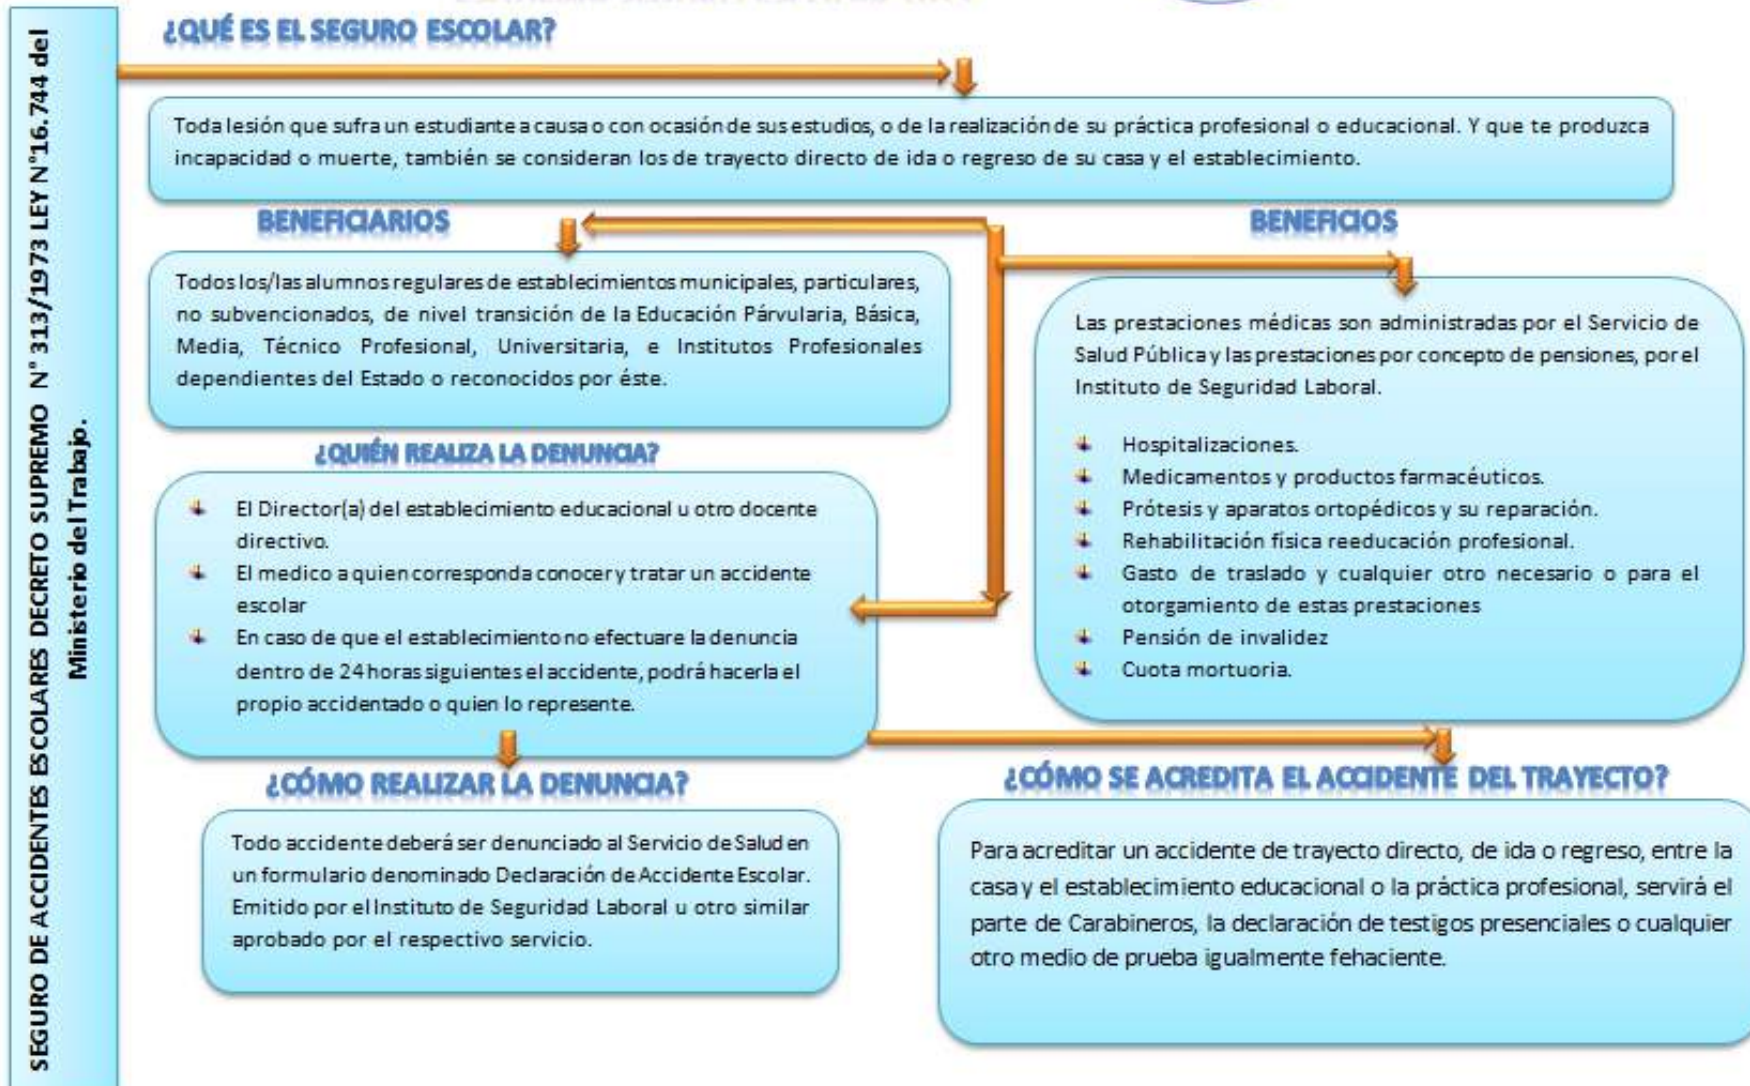 SEGURO DE ACCIDENTES ESCOLARES DECRETO SUPREMO N° 313/1973 LEY N°16.744 del
Ministerio del Trabajo.
¿QUÉ ES EL SEGURO ESCOLAR?
Toda lesión que sufra un estudiante a causa o con ocasión de sus estudios, o de la realización de su práctica profesional o educacional. Y que te produzca
incapacidad o muerte, también se consideran los de trayecto directo de ida o regreso de su casa y el establecimiento.
BENEFICIARIOS
Todos los/las alumnos regulares de establecimientos municipales, particulares,
no subvencionados, de nivel transición de la Educación Párvularia, Básica,
Media, Técnico Profesional, Universitaria, e Institutos Profesionales
dependientes del Estado o reconocidos por éste.
BENEFICIOS
Las prestaciones médicas son administradas por el Servicio de
Salud Pública y las prestaciones por concepto de pensiones, por el
Instituto de Seguridad Laboral.
Hospitalizaciones.
Medicamentos y productos farmacéuticos.
Prótesis y aparatos ortopédicos y su reparación.
Rehabilitación física reeducación profesional.
Gasto de traslado y cualquier otro necesario o para el
otorgamiento de estas prestaciones
Pensión de invalidez
Cuota mortuoria.
¿QUIÉN REALIZA LA DENUNCIA?
El Director(a) del establecimiento educacional u otro docente
directivo.
El medico a quien corresponda conocer y tratar un accidente
escolar
En caso de que el establecimiento no efectuare la denuncia
dentro de 24 horas siguientes el accidente, podrá hacerla el
propio accidentado o quien lo represente.
¿CÓMO REALIZAR LA DENUNCIA?
Todo accidente deberá ser denunciado al Servicio de Salud en
un formulario denominado Declaración de Accidente Escolar.
Emitido por el Instituto de Seguridad Laboral u otro similar
aprobado por el respectivo servicio.
¿CÓMO SE ACREDITA EL ACCIDENTE DEL TRAYECTO?
Para acreditar un accidente de trayecto directo, de ida o regreso, entre la
casa y el establecimiento educacional o la práctica profesional, servirá el
parte de Carabineros, la declaración de testigos presenciales o cualquier
otro medio de prueba igualmente fehaciente.